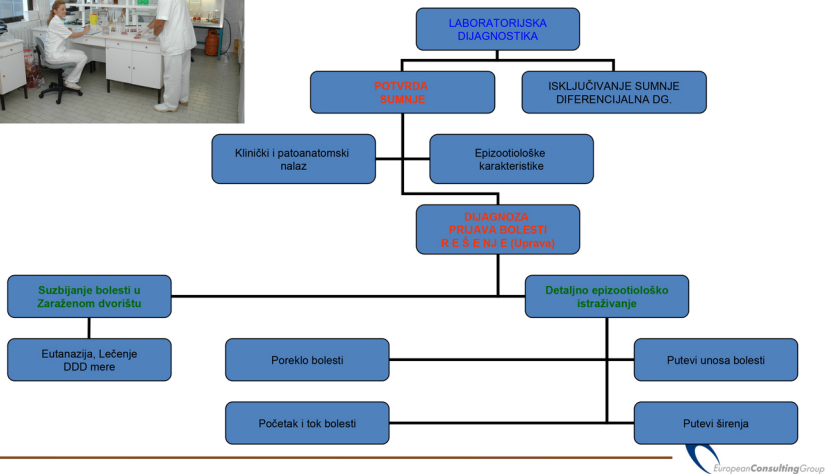 LABORATORIJSKA
DIJAGNOSTIKA
POTVRDA
SUMNJE
ISKLJUČIVANJE SUMNJE
DIFERENCIJALNA DG.
Klinički i patoanatomski
nalaz
Epizootiološke
karakteristike
DIJAGNOZA
PRIJAVA BOLESTI
R E Š E NJ E (Uprava)
Suzbijanje bolesti u
Zaraženom dvorištu
Detaljno epizootiološko
istraživanje
Eutanazija, Lečenje
DDD mere
Poreklo bolesti
Putevi unosa bolesti
Početak i tok bolesti
Putevi širenja
EuropeanConsultingGroup